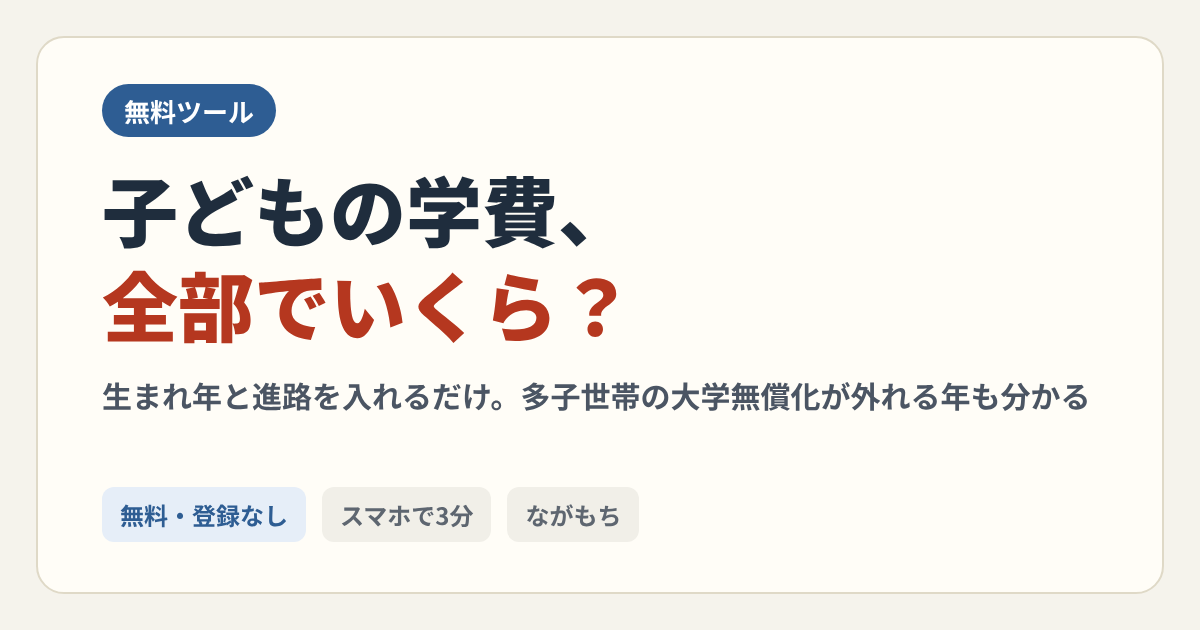 無料ツール
子どもの学費、
全部でいくら？
生まれ年と進路を入れるだけ。多子世帯の大学無償化が外れる年も分かる
無料・登録なし
スマホで3分
ながもち